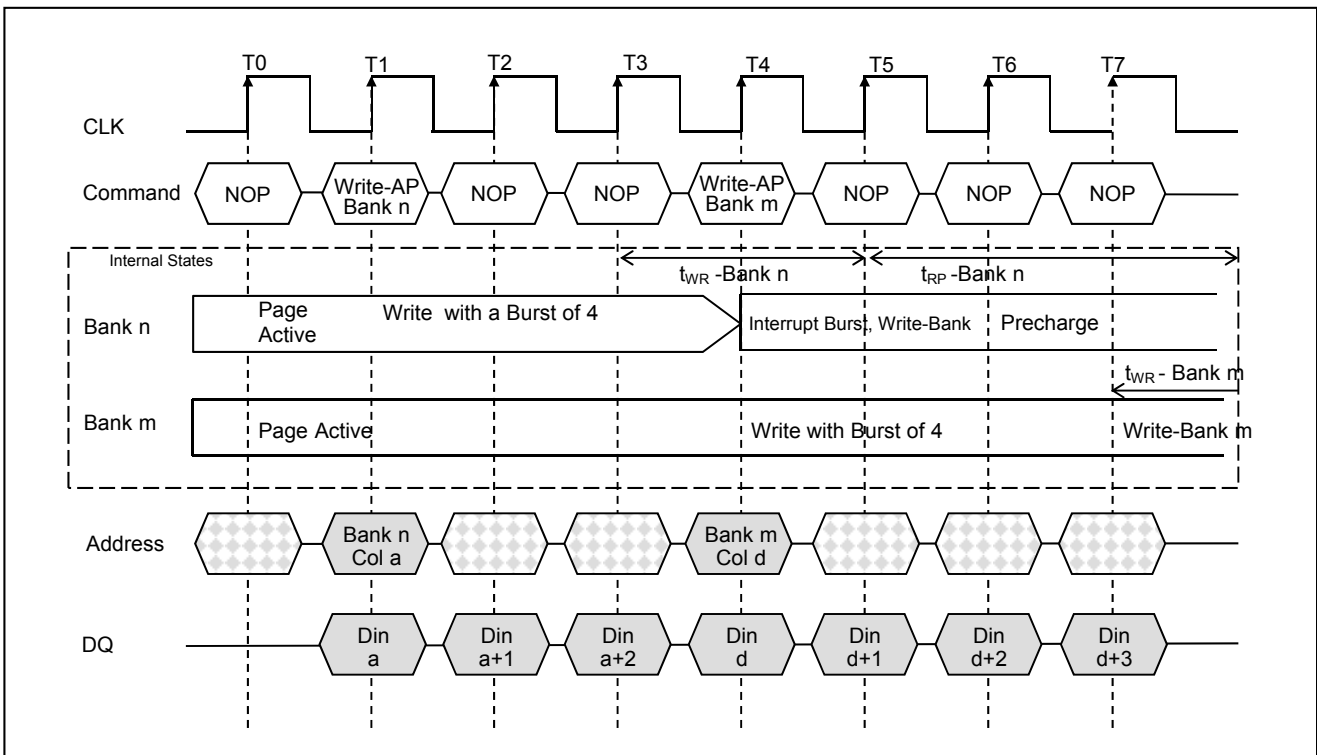 T0 T1 T2 T3 T4 T5 T6 T7
CLK
Command NOP Write-AP NOP NOP Write-AP NOP NOP NOP
Bank n Bank m
Internal States
tWR -Bank n tRP -Bank n
Bank n Page Write with a Burst of 4 Interrupt Burst, Write-Bank Precharge
Active
tWR - Bank m
Bank m Page Active Write with Burst of 4 Write-Bank m
Address Bank n Bank m
Col a Col d
DQ Din Din Din Din Din Din Din
a a+1 a+2 d d+1 d+2 d+3